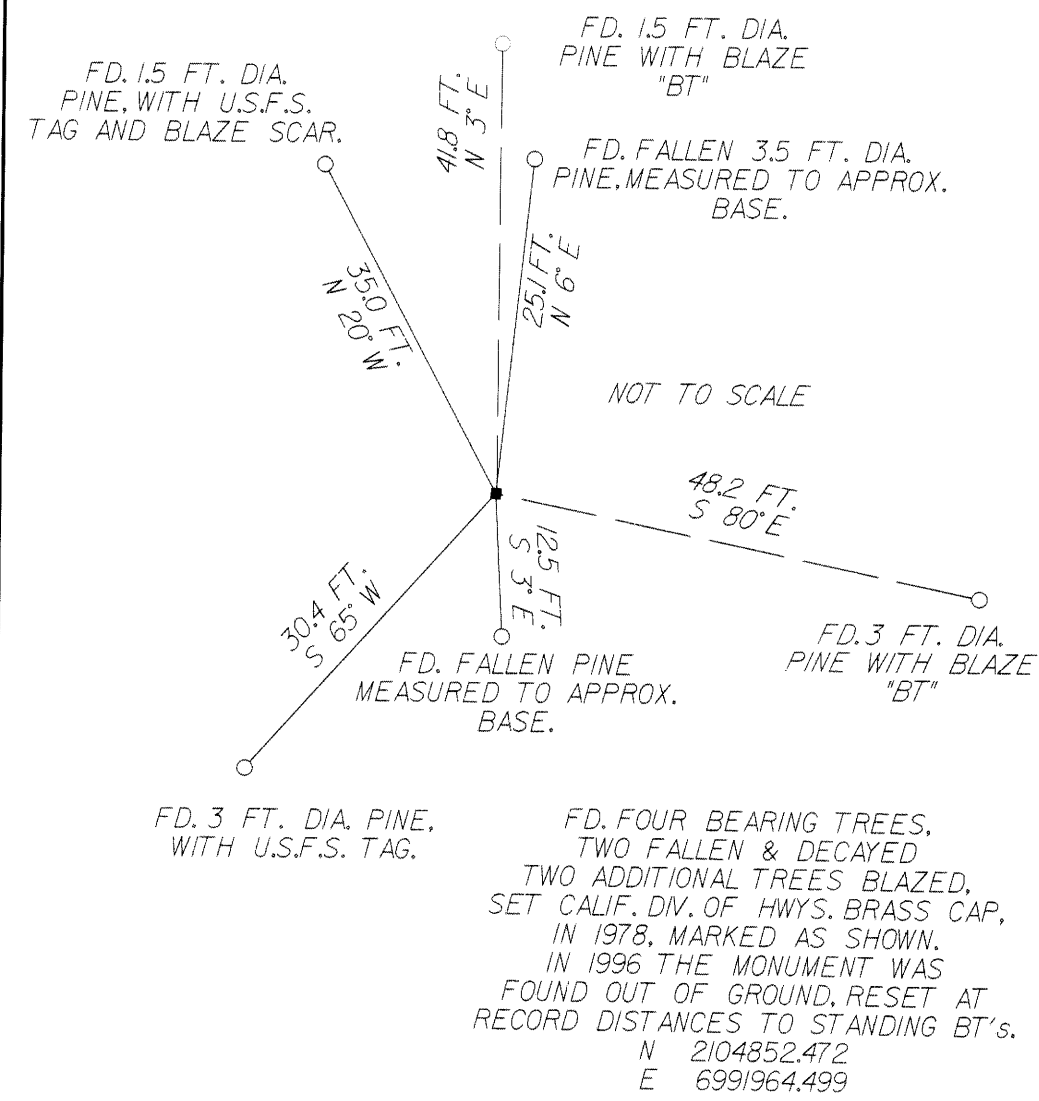 FD. 1.5 FT. DIA.
PINE WITH BLAZE
"BT"
FD. 1.5 FT. DIA.
PINE, WITH U.S.F.S.
TAG AND BLAZE SCAR.
41.8 FT.
N 3° E
FD. FALLEN 3.5 FT. DIA.
PINE, MEASURED TO APPROX.
BASE.
25.1 FT.
N 6° E
35.0 FT.
N 20° W
NOT TO SCALE
48.2 FT.
S 80° E
12.5 FT.
S 3° E
30.4 FT.
S 65° W
FD. 3 FT. DIA.
PINE WITH BLAZE
"BT"
FD. FALLEN PINE
MEASURED TO APPROX.
BASE.
FD. 3 FT. DIA. PINE,
WITH U.S.F.S. TAG.
FD. FOUR BEARING TREES,
TWO FALLEN & DECAYED
TWO ADDITIONAL TREES BLAZED,
SET CALIF. DIV. OF HWYS. BRASS CAP,
IN 1978, MARKED AS SHOWN.
IN 1996 THE MONUMENT WAS
FOUND OUT OF GROUND, RESET AT
RECORD DISTANCES TO STANDING BT's.
N 2104852.472
E 6991964.499